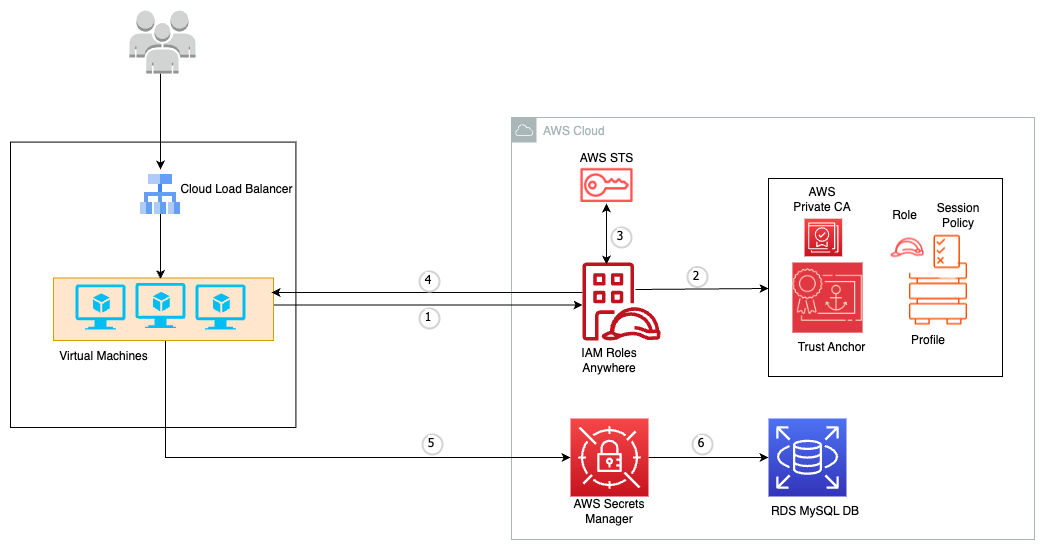 AWS Cloud
AWS STS
Cloud Load Balancer
AWS
Private CA
Role
Session
Policy
3
2
4
1
Virtual Machines
IAM Roles
Anywhere
Trust Anchor
Profile
5
6
AWS Secrets
Manager
RDS MySQL DB